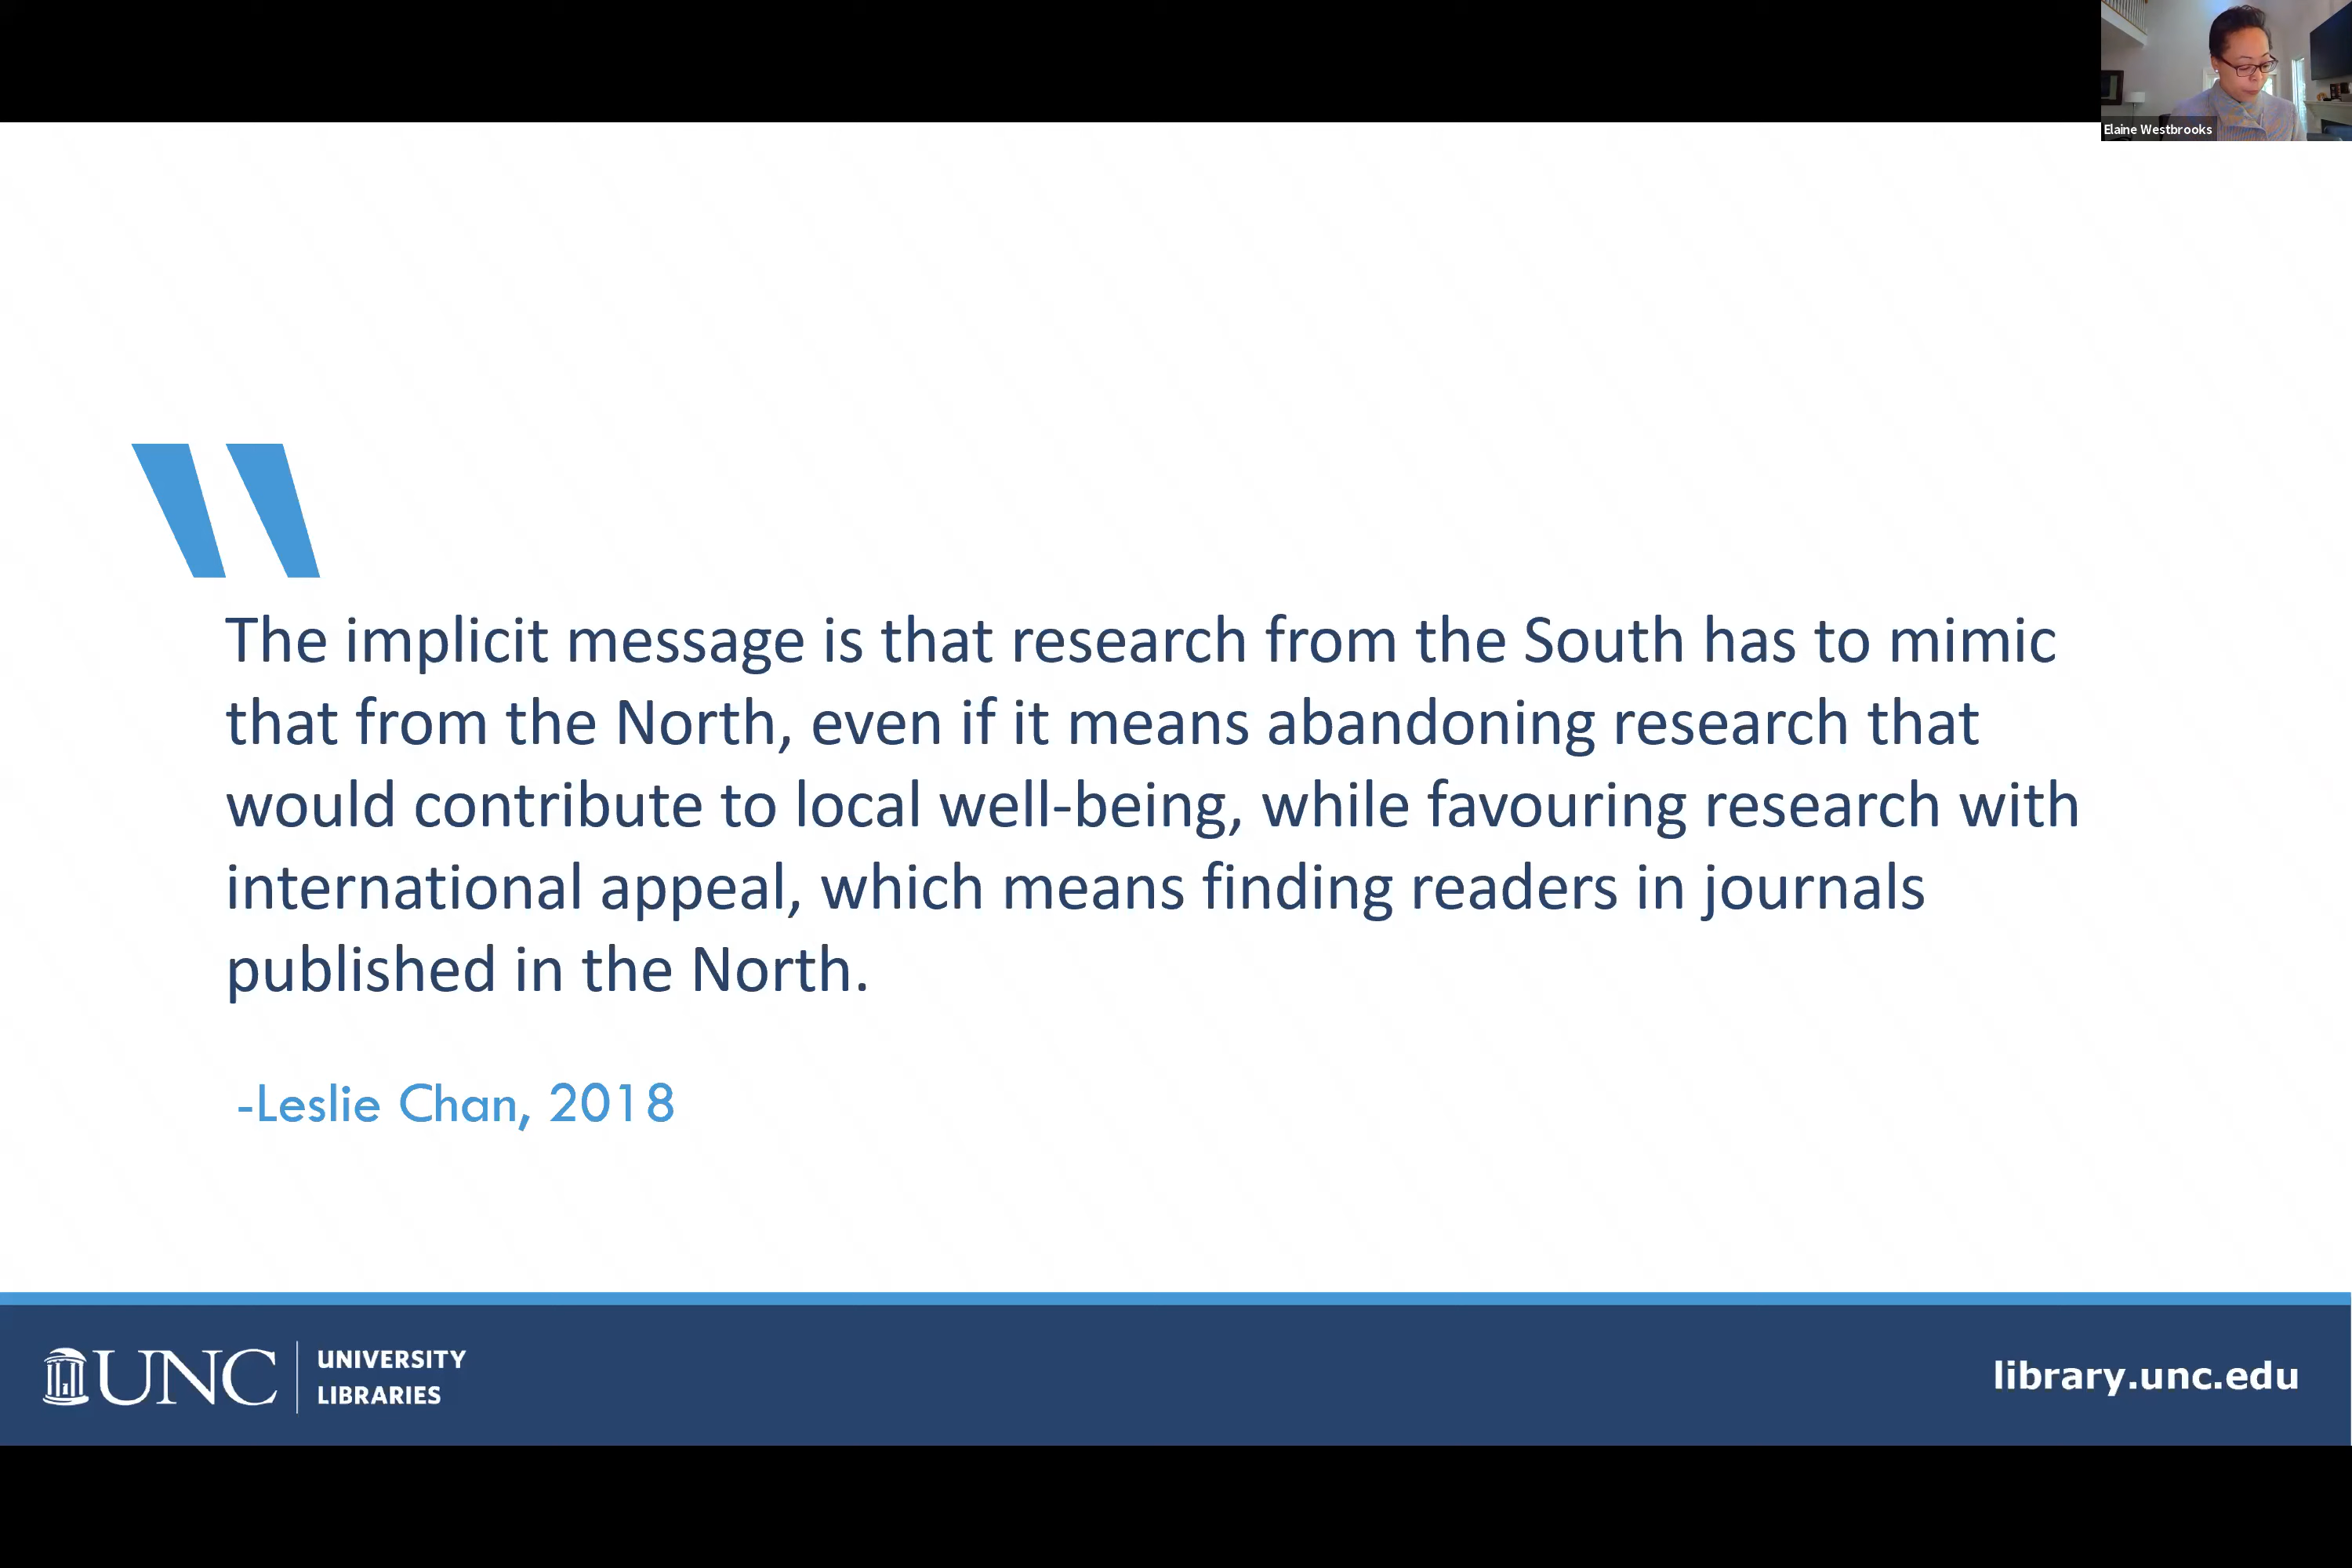 Elaine Westbrooks
The implicit message is that research from the South has to mimic
that from the North, even if it means abandoning research that
would contribute to local well-being, while favouring research with
international appeal, which means finding readers in journals
published in the North.
-Leslie Chan, 2018
UNC
UNIVERSITY
LIBRARIES
library.unc.edu